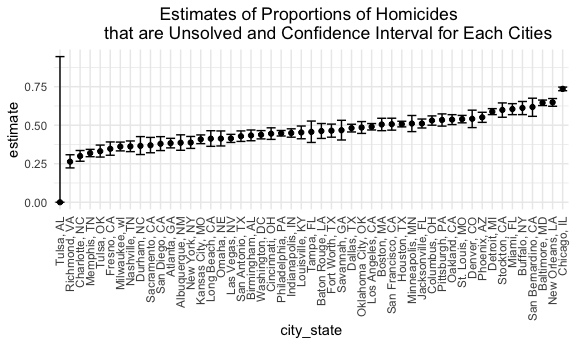 Estimates of Proportions of Homicides
that are Unsolved and Confidence Interval for Each Cities
estimate
0.75
0.50
0.25
0.00
Tulsa, AL
Richmond, VA
Charlotte, NC
Memphis, TN
Tulsa, OK
Fresno, CA
Milwaukee, wI
Nashville, TN
Durham, NC
Sacramento, CA
San Diego, CA
Atlanta, GA
Albuquerque, NM
New York, NY
Kansas City, MO
Long Beach, CA
Omaha, NE
Las Vegas, NV
San Antonio, TX
Birmingham, AL
Washington, DC
Cincinnati, OH
Philadelphia, PA
Indianapolis, IN
Louisville, KY
Tampa, FL
Baton Rouge, LA
Fort Worth, TX
Savannah, GA
Dallas, TX
Oklahoma City, OK
Los Angeles, CA
Boston, MA
San Francisco, CA
Houston, TX
Minneapolis, MN
Jacksonville, FL
Columbus, OH
Pittsburgh, PA
Oakland, CA
St. Louis, MO
Denver, CO
Phoenix, AZ
Detroit, MI
Stockton, CA
Miami, FL
Buffalo, NY
San Bernardino, CA
Baltimore, MD
New Orleans, LA
Chicago, IL
city_state